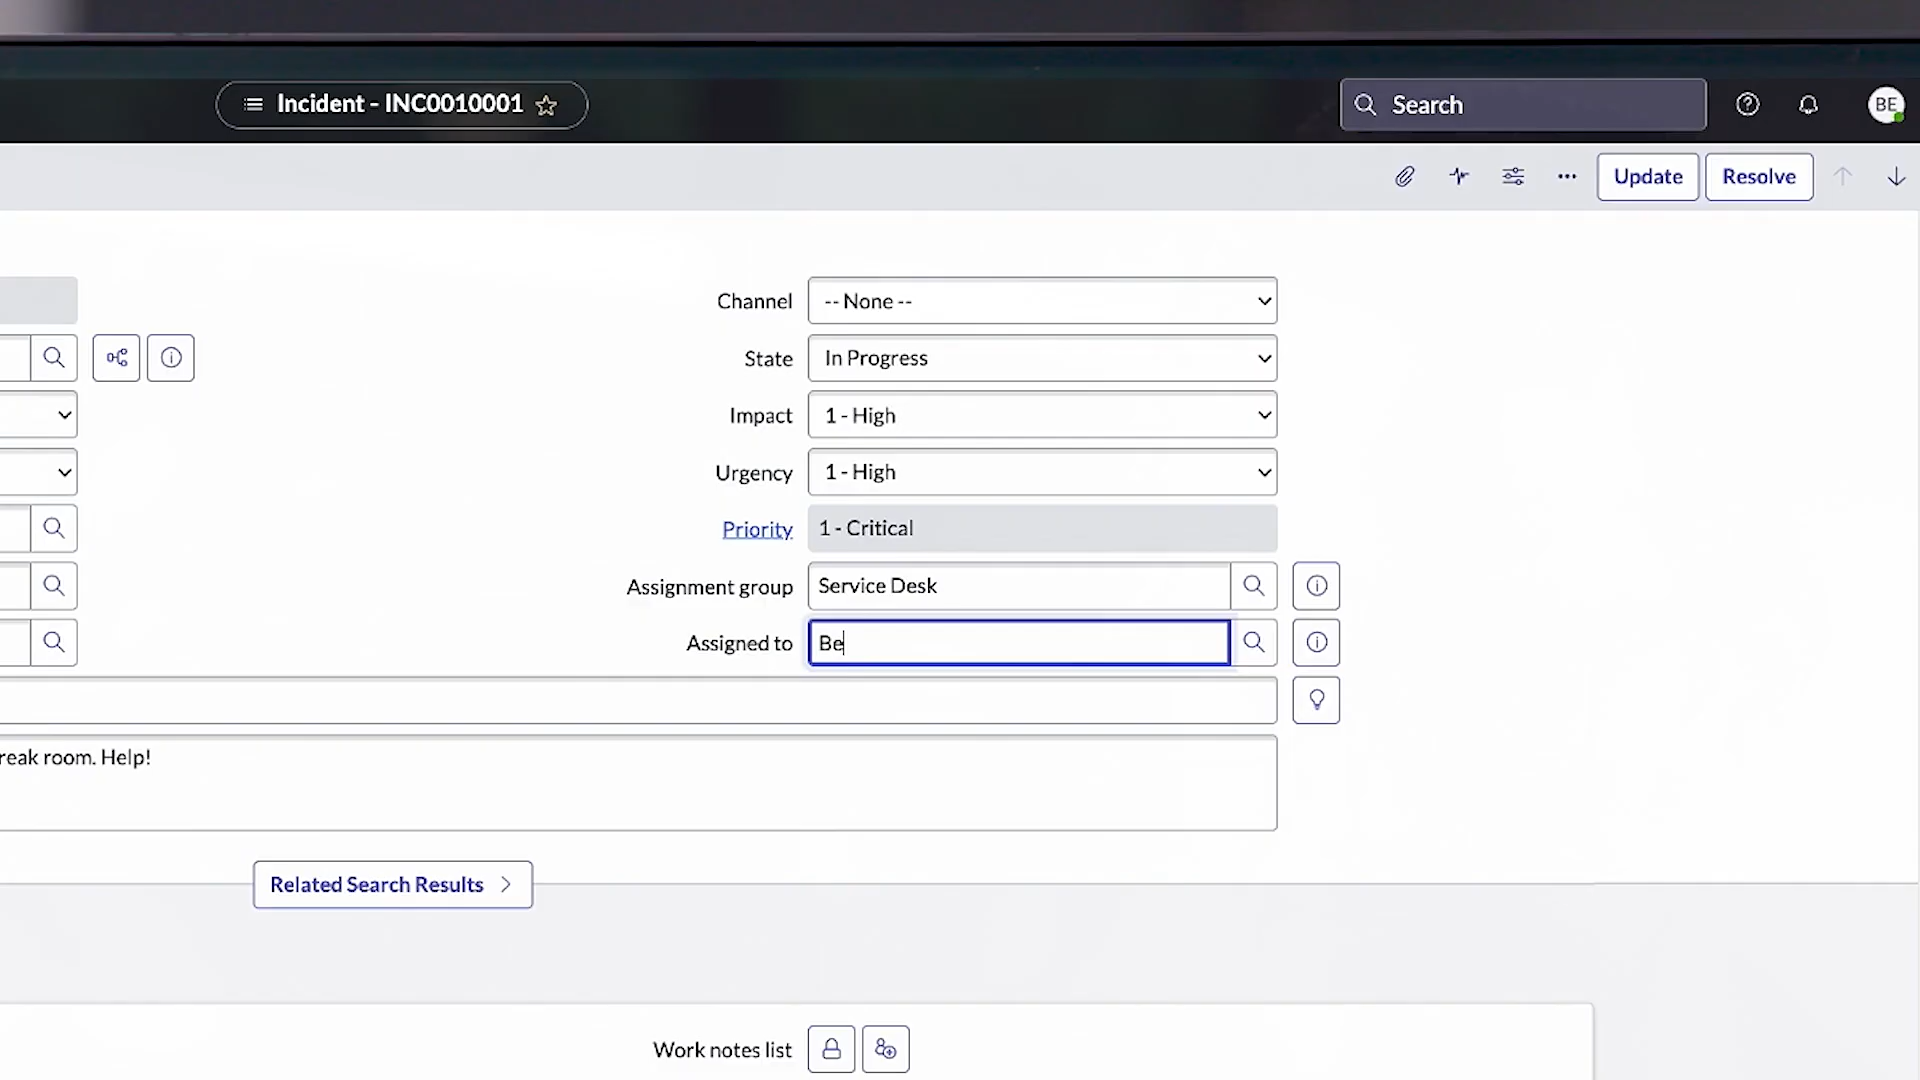 Incident - INC0010001
Search
BE
Update
Resolve
Channel
-- None --
State
In Progress
Impact
1 - High
Urgency
1 - High
Priority
1 - Critical
Assignment group
Service Desk
Assigned to
Be
reak room. Help!
Related Search Results
Work notes list